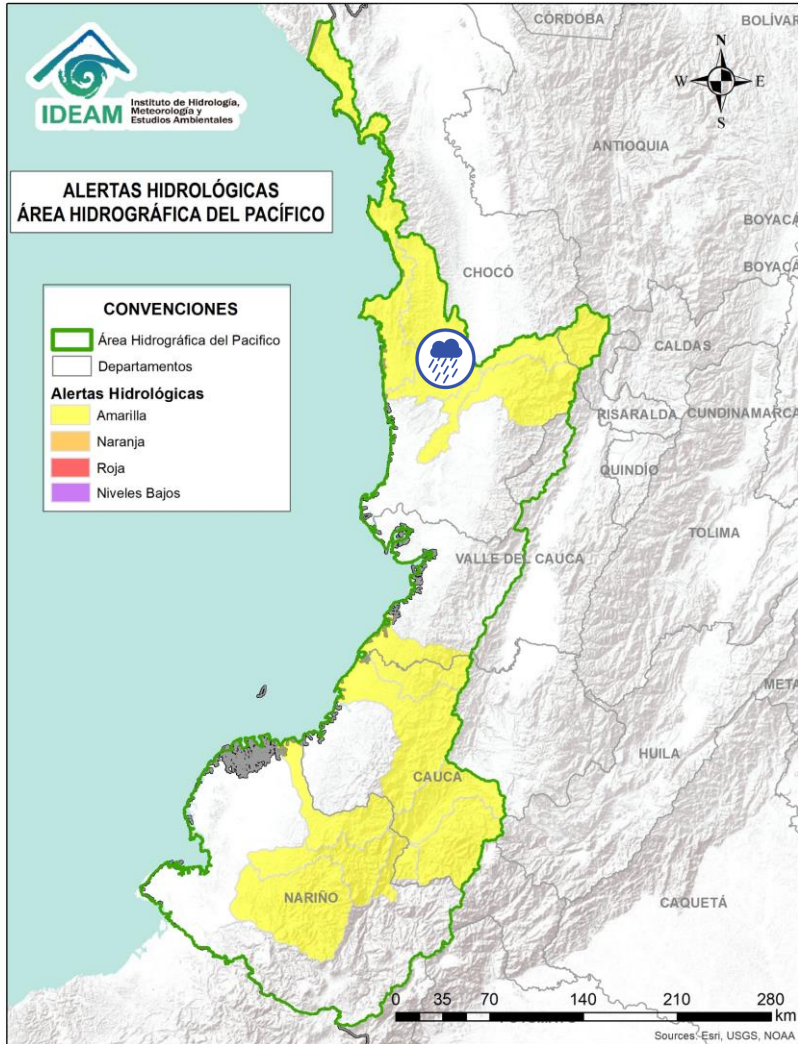 CÓRDOBA
BOLÍVAR
N
W
E
S
IDEAM
Instituto de Hidrología,
Meteorología y
Estudios Ambientales
ANTIOQUIA
ALERTAS HIDROLÓGICAS
ÁREA HIDROGRÁFICA DEL PACÍFICO
BOYACÁ
CHOCÓ
BOYACÁ
CONVENCIONES
Área Hidrográfica del Pacífico
Departamentos
Alertas Hidrológicas
Amarilla
Naranja
Roja
Niveles Bajos
CALDAS
RISARALDA
CUNDINAMARCA
QUINDÍO
TOLIMA
VALLE DEL CAUCA
META
HUILA
CAUCA
NARIÑO
CAQUETÁ
0 35 70 140 210 280
km
Sources: Esri, USGS, NOAA